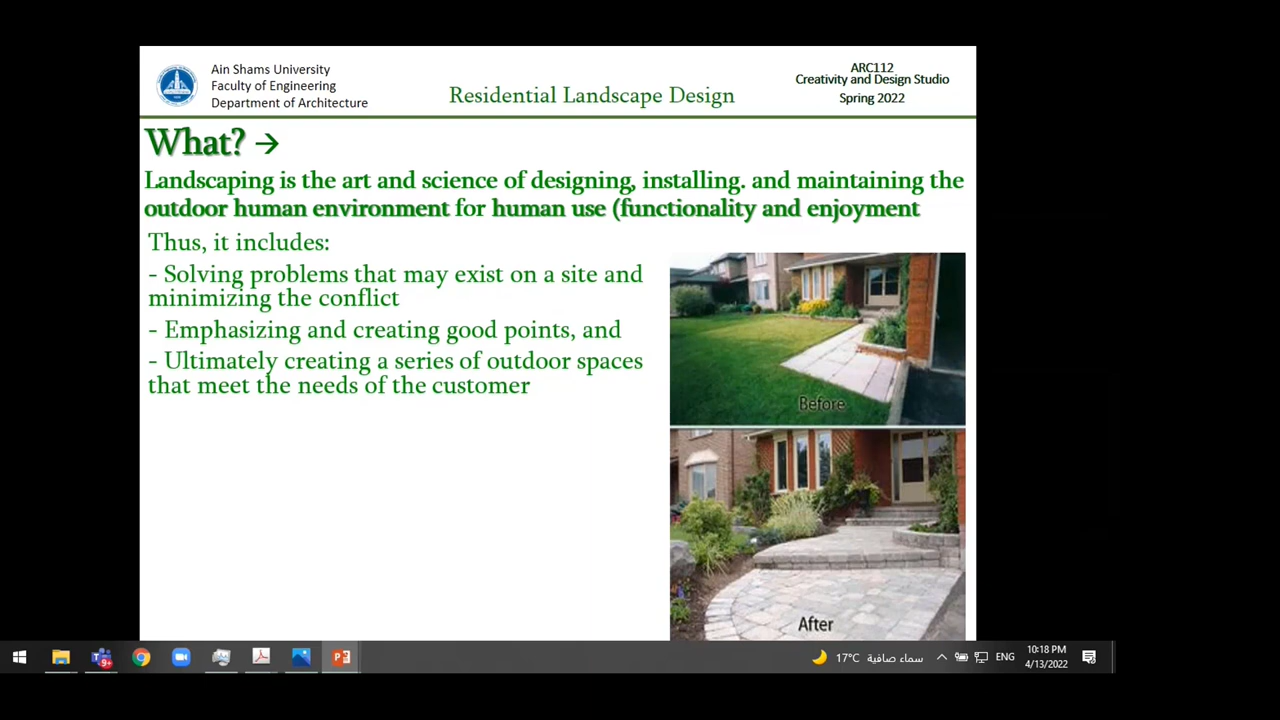 Ain Shams University
Faculty of Engineering
Department of Architecture
Residential Landscape Design
ARC112
Creativity and Design Studio
Spring 2022
What? →
Landscaping is the art and science of designing, installing. and maintaining the
outdoor human environment for human use (functionality and enjoyment
Thus, it includes:
- Solving problems that may exist on a site and
minimizing the conflict
- Emphasizing and creating good points, and
- Ultimately creating a series of outdoor spaces
that meet the needs of the customer
Before
After
9+
17°C سماء صافية
ENG
10:18 PM
4/13/2022